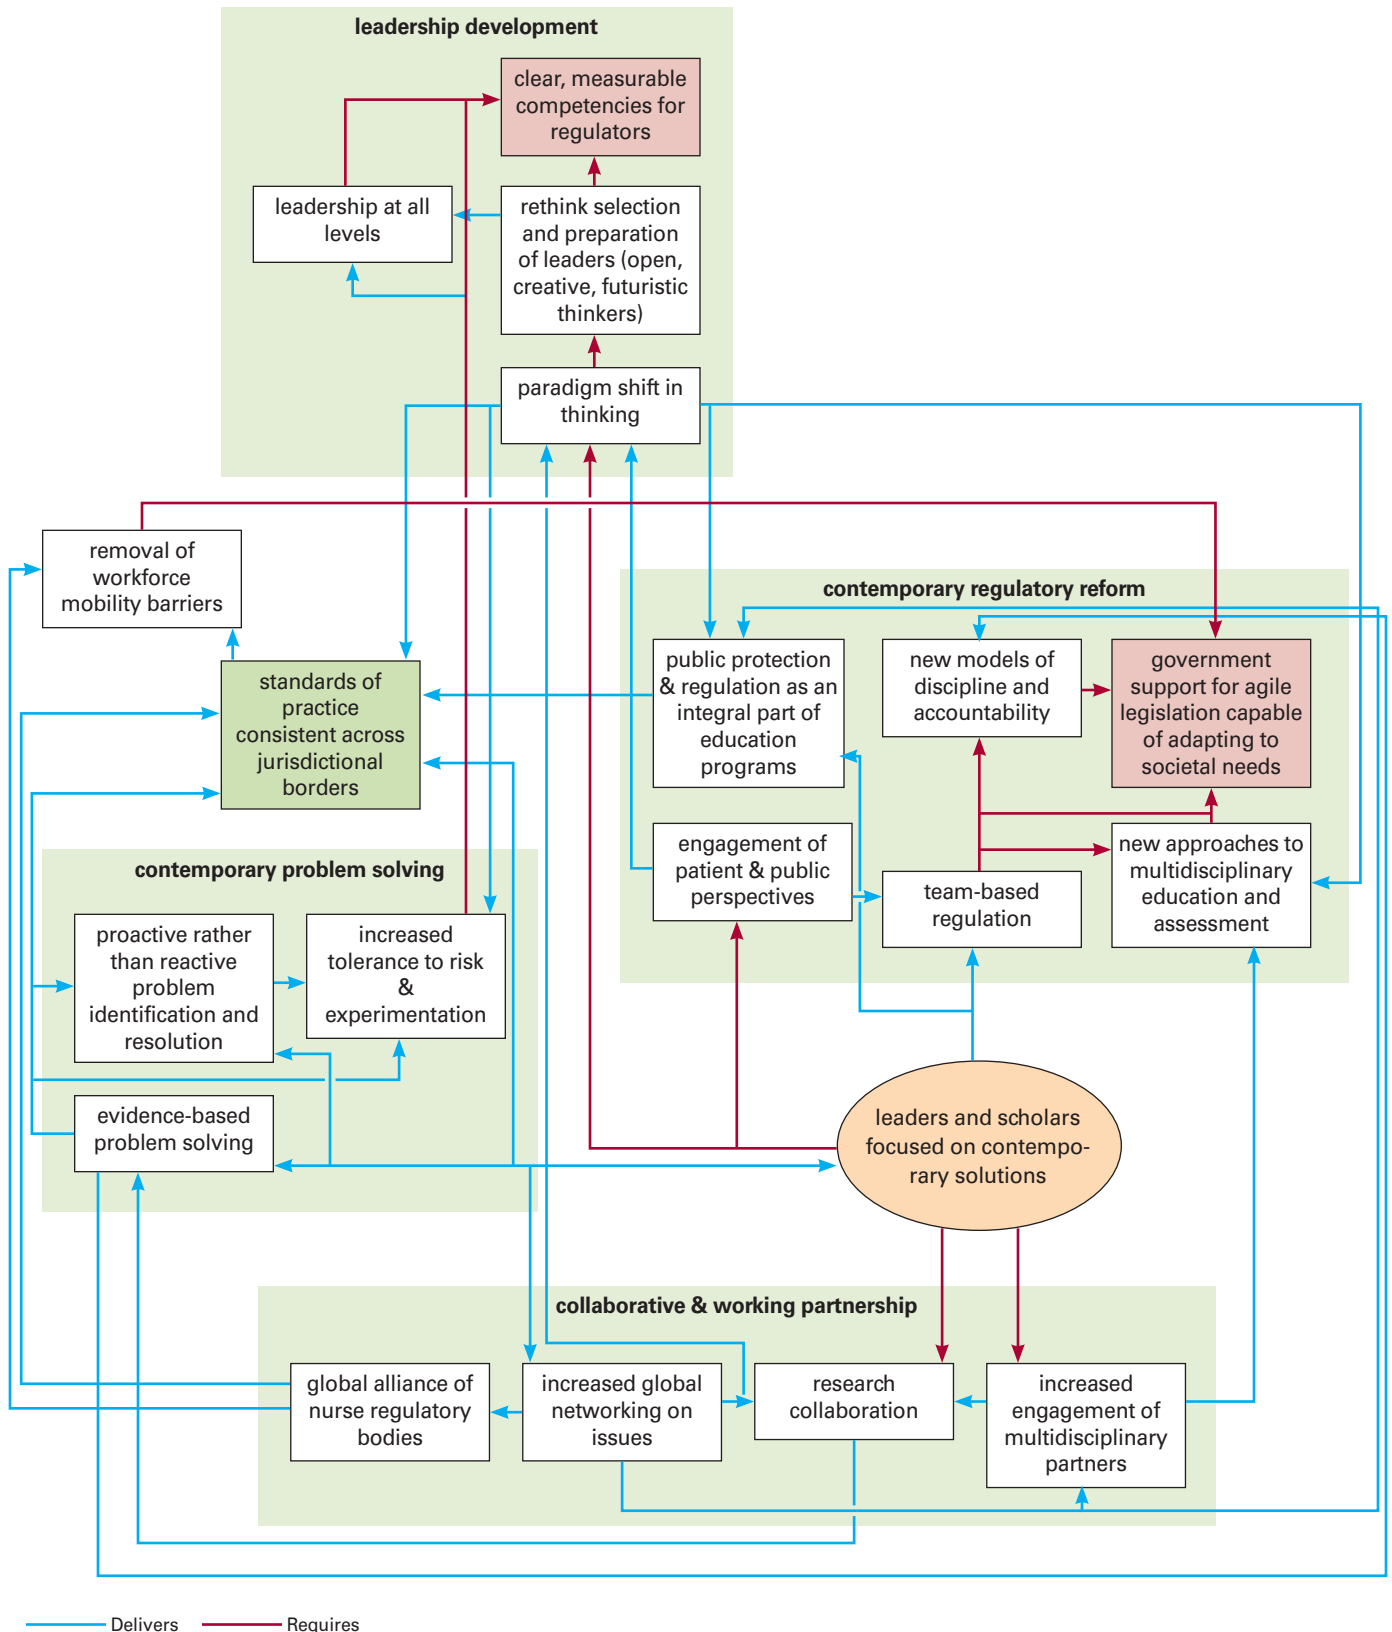 leadership development
clear, measurable
competencies for
regulators
leadership at all
levels
rethink selection
and preparation
of leaders (open,
creative, futuristic
thinkers)
paradigm shift in
thinking
removal of
workforce
mobility barriers
contemporary regulatory reform
standards of
practice
consistent across
jurisdictional
borders
public protection
& regulation as an
integral part of
education
programs
new models of
discipline and
accountability
government
support for agile
legislation capable
of adapting to
societal needs
engagement of
patient & public
perspectives
team-based
regulation
new approaches to
multidisciplinary
education and
assessment
contemporary problem solving
proactive rather
than reactive
problem
identification and
resolution
increased
tolerance to risk
&
experimentation
evidence-based
problem solving
leaders and scholars
focused on contempo-
rary solutions
collaborative & working partnership
global alliance of
nurse regulatory
bodies
increased global
networking on
issues
research
collaboration
increased
engagement of
multidisciplinary
partners
Delivers
Requires